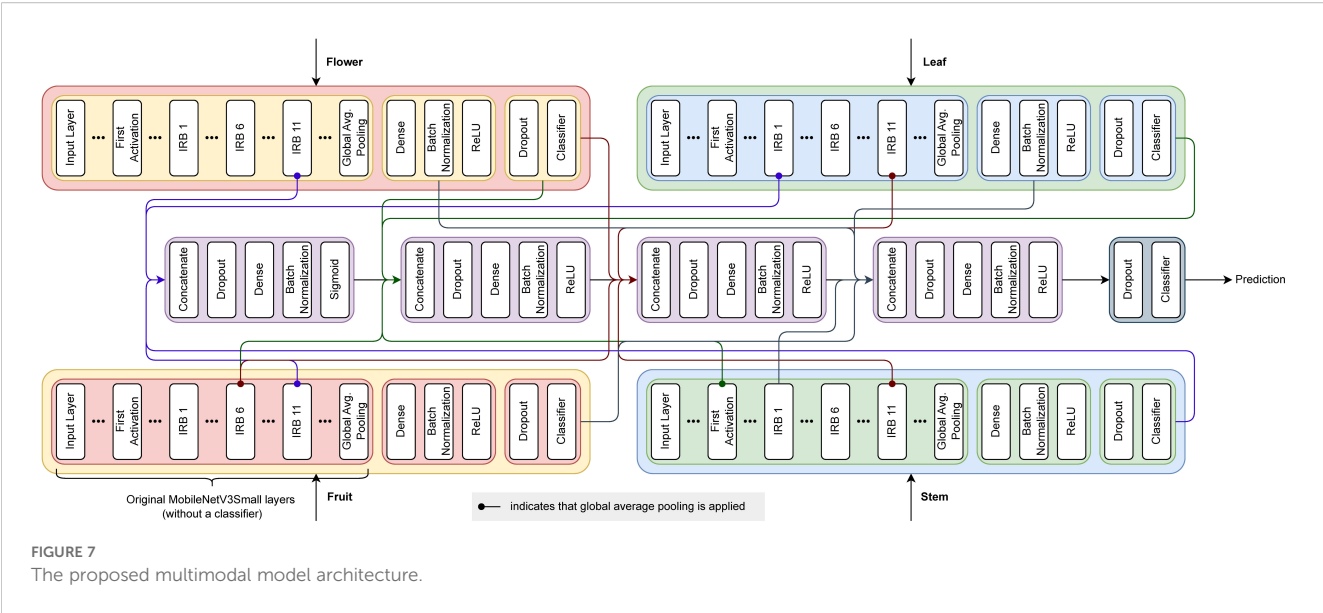 Flower
Leaf
Input Layer
•••
First
Activation
•••
IRB 1
•••
IRB 6
•••
IRB 11
•••
Global Avg.
Pooling
Dense
Batch
Normalization
ReLU
Dropout
Classifier
Input Layer
•••
First
Activation
•••
IRB 1
•••
IRB 6
•••
IRB 11
•••
Global Avg.
Pooling
Dense
Batch
Normalization
ReLU
Dropout
Classifier
Concatenate
Dropout
Dense
Batch
Normalization
Sigmoid
Concatenate
Dropout
Dense
Batch
Normalization
ReLU
Concatenate
Dropout
Dense
Batch
Normalization
ReLU
Concatenate
Dropout
Dense
Batch
Normalization
ReLU
Dropout
Classifier
Prediction
Input Layer
•••
First
Activation
•••
IRB 1
•••
IRB 6
•••
IRB 11
•••
Global Avg.
Pooling
Dense
Batch
Normalization
ReLU
Dropout
Classifier
Input Layer
•••
First
Activation
•••
IRB 1
•••
IRB 6
•••
IRB 11
•••
Global Avg.
Pooling
Dense
Batch
Normalization
ReLU
Dropout
Classifier
Original MobileNetV3Small layers
(without a classifier)
Fruit
indicates that global average pooling is applied
Stem
FIGURE 7
The proposed multimodal model architecture.